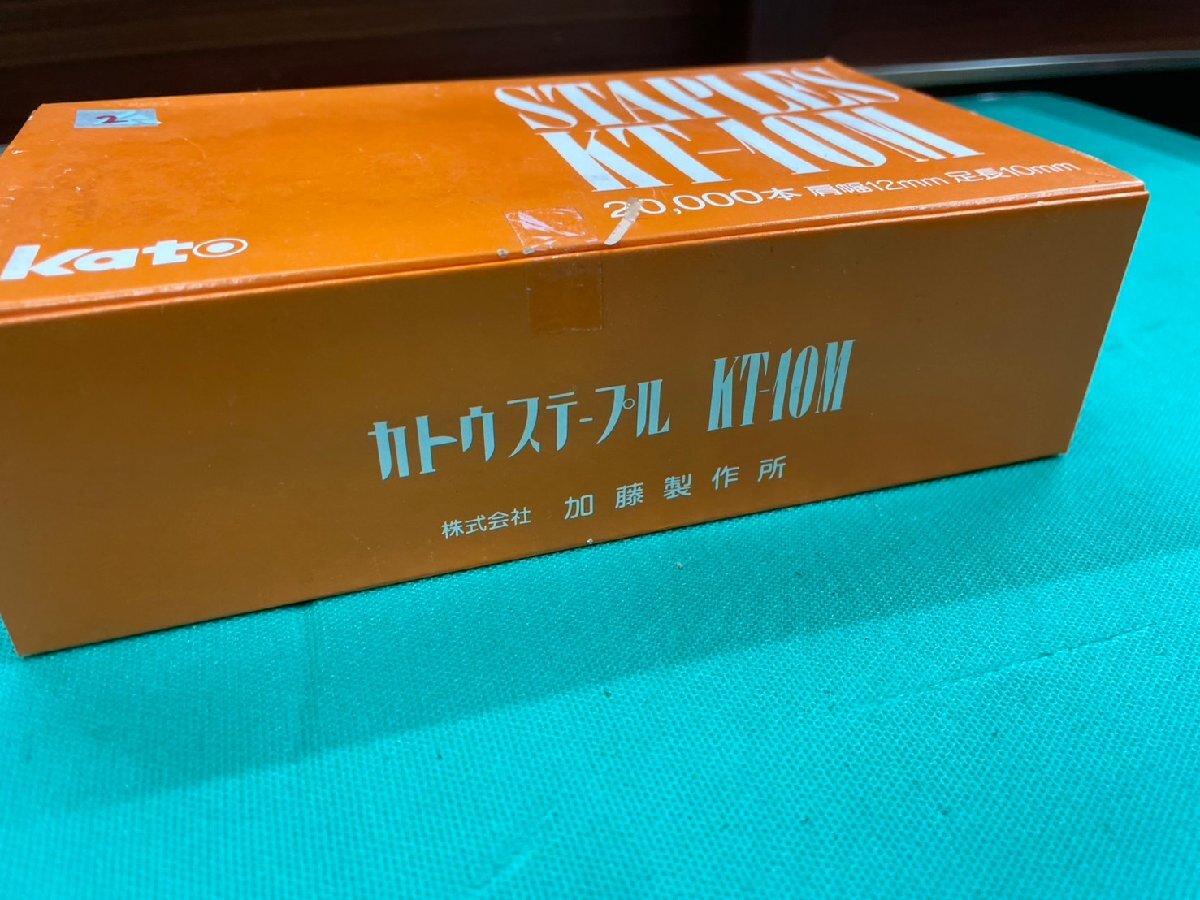 2
STAPLES
KT-10M
20,000本 肩幅12mm 足長10mm
Kato
カトウステープル KT-10M
株式会社 加藤製作所